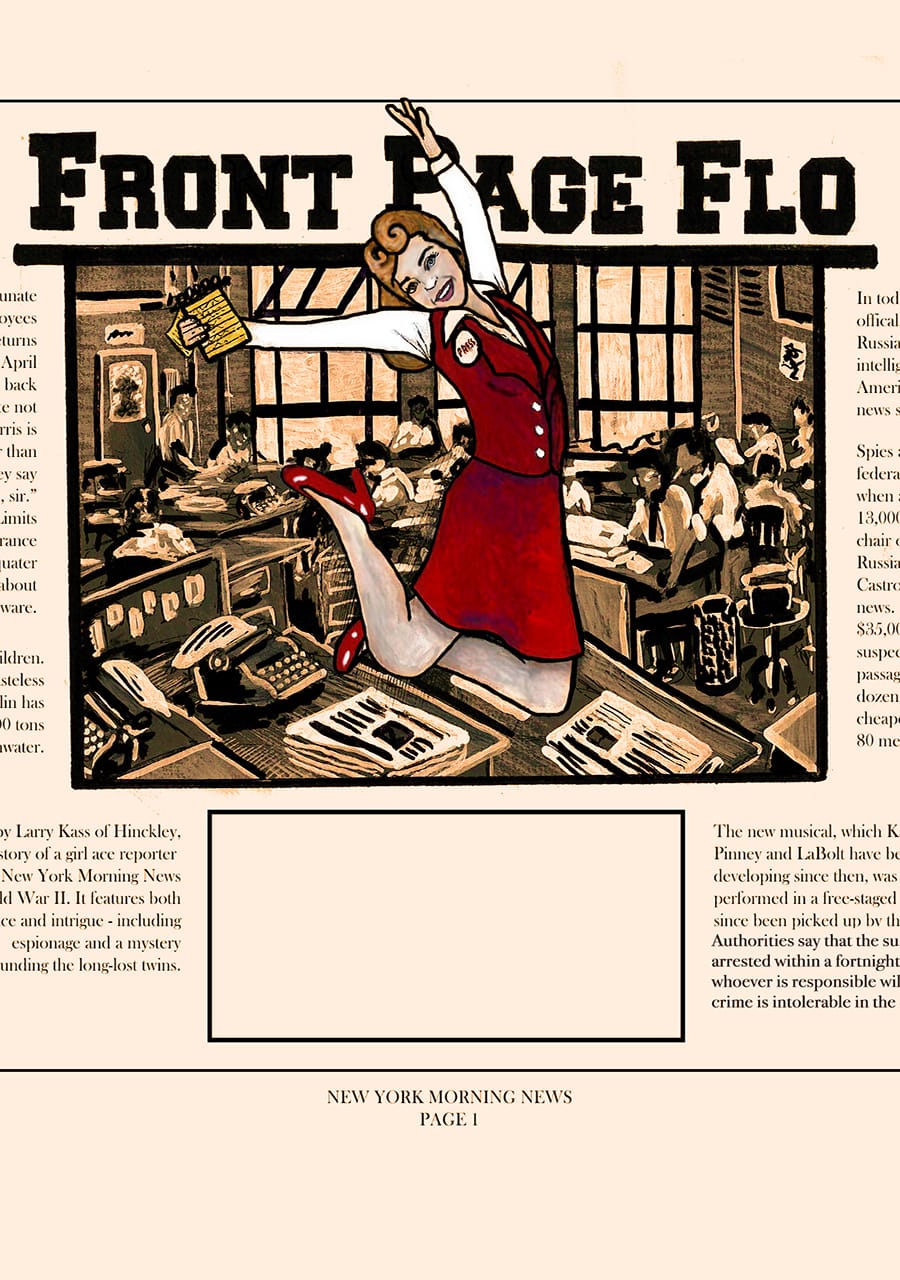 FRONT PAGE FLO
PRESS
unate
oyees
eturns
April
back
te not
rris is
r than
ey say
, sir.”
Limits
rance
quater
about
ware.
ildren.
steless
lin has
00 tons
nwater.
In tod
offical
Russia
intellig
Ameri
news s
Spies a
federa
when a
13,000
chair o
Russia
Castro
news.
$35,00
suspec
passag
dozen
cheape
80 me
by Larry Kass of Hinckley,
story of a girl ace reporter
New York Morning News
ld War II. It features both
ce and intrigue - including
espionage and a mystery
unding the long-lost twins.
The new musical, which K
Pinney and LaBolt have be
developing since then, was
performed in a free-staged
since been picked up by th
Authorities say that the su
arrested within a fortnight
whoever is responsible wil
crime is intolerable in the
NEW YORK MORNING NEWS
PAGE 1